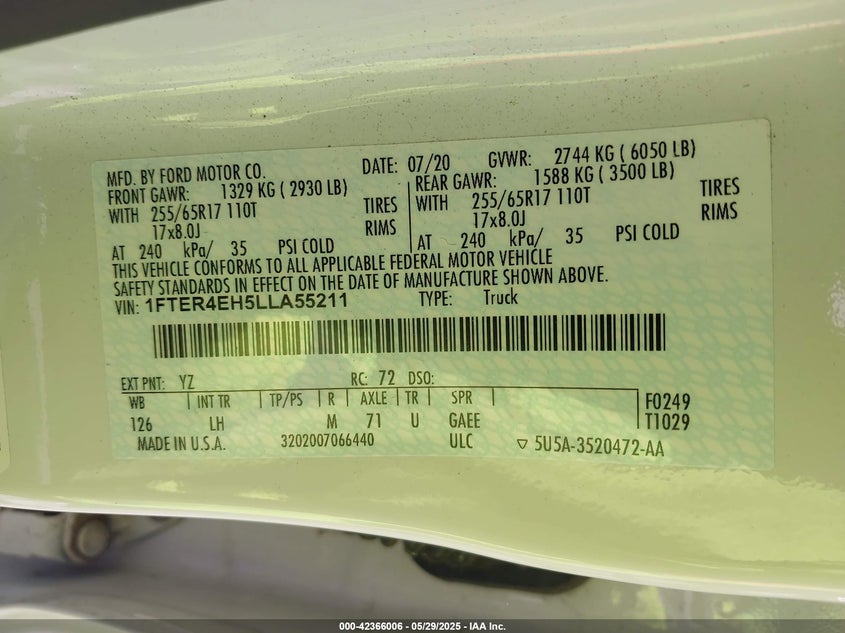 MFD. BY FORD MOTOR CO. DATE: 07/20 GVWR: 2744 KG ( 6050 LB)
FRONT GAWR: 1329 KG ( 2930 LB) REAR GAWR: 1588 KG ( 3500 LB)
WITH 255/65R17 110T TIRES WITH 255/65R17 110T TIRES
17x8.0J RIMS 17x8.0J RIMS
AT 240 kPa/ 35 PSI COLD AT 240 kPa/ 35 PSI COLD
THIS VEHICLE CONFORMS TO ALL APPLICABLE FEDERAL MOTOR VEHICLE
SAFETY STANDARDS IN EFFECT ON THE DATE OF MANUFACTURE SHOWN ABOVE.
VIN: 1FTER4EH5LLA55211 TYPE: Truck
EXT PNT: YZ RC: 72 DSO:
WB INT TR TP/PS R AXLE TR SPR F0249
126 LH M 71 U GAEE T1029
MADE IN U.S.A. 3202007066440 ULC ▽ 5U5A-3520472-AA
000-42366006 - 05/29/2025 - IAA Inc.